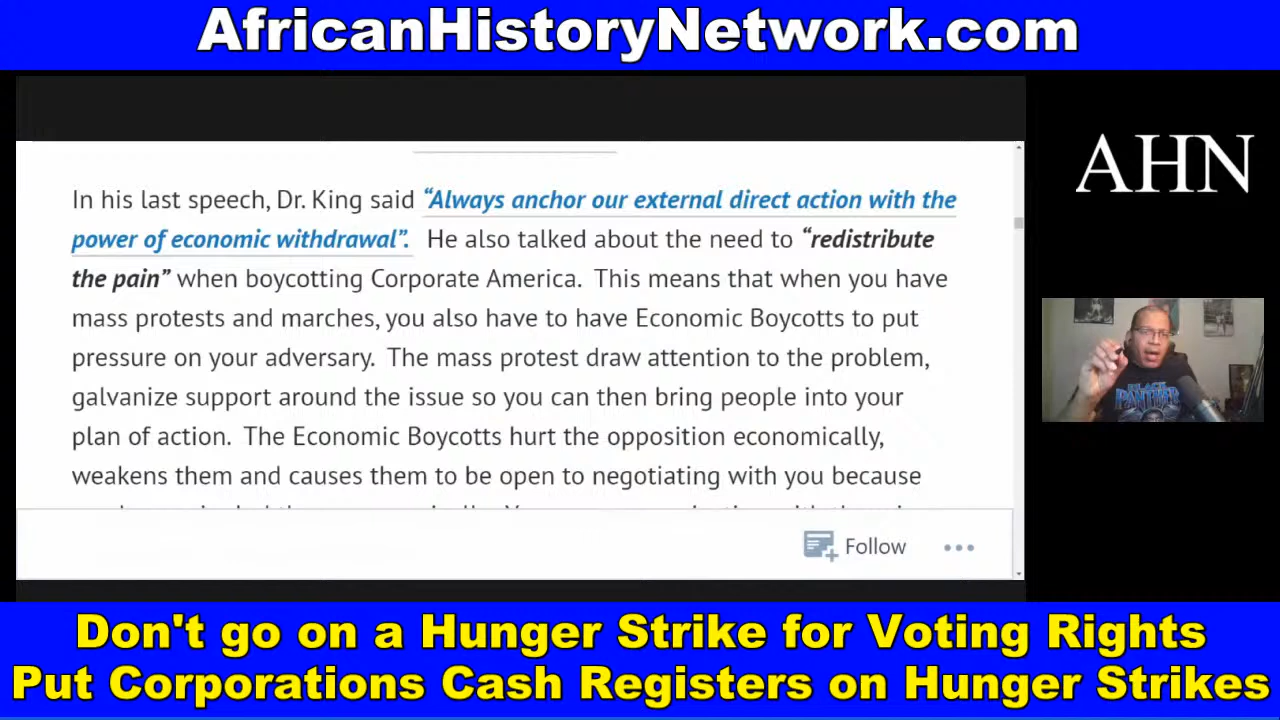 AfricanHistoryNetwork.com
AHN
In his last speech, Dr. King said “Always anchor our external direct action with the
power of economic withdrawal”. He also talked about the need to “redistribute
the pain” when boycotting Corporate America. This means that when you have
mass protests and marches, you also have to have Economic Boycotts to put
pressure on your adversary. The mass protest draw attention to the problem,
galvanize support around the issue so you can then bring people into your
plan of action. The Economic Boycotts hurt the opposition economically,
weakens them and causes them to be open to negotiating with you because
Follow
BLACK
PANTHER
Don't go on a Hunger Strike for Voting Rights
Put Corporations Cash Registers on Hunger Strikes